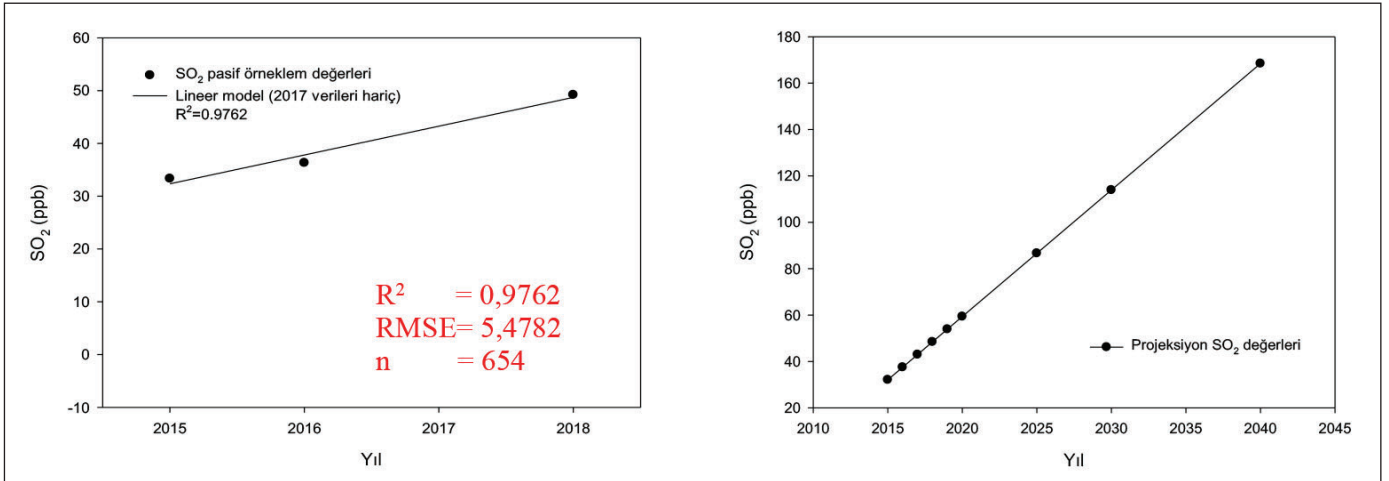 60
50
40
30
20
10
0
-10
SO₂ (ppb)
SO₂ pasif örneklem değerleri
Lineer model (2017 verileri hariç)
R²=0.9762
R² = 0,9762
RMSE= 5,4782
n = 654
2015 2016 2017 2018
Yıl
180
160
140
120
100
80
60
40
20
SO₂ (ppb)
Projeksiyon SO₂ değerleri
2010 2015 2020 2025 2030 2035 2040 2045
Yıl